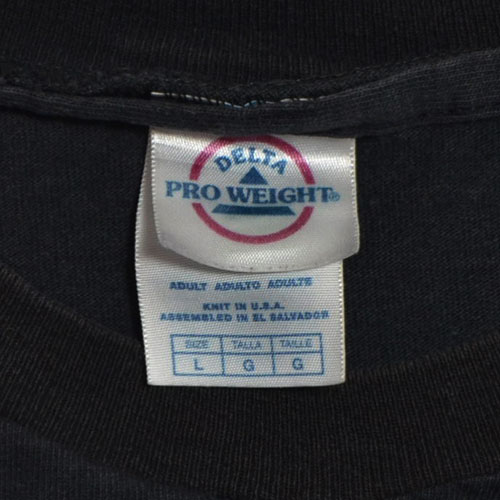 DELTA
PRO WEIGHT®
ADULT ADULTO ADULTE
KNIT IN U.S.A.
ASSEMBLED IN EL SALVADOR
SIZE TALLA TAILLE
L G G